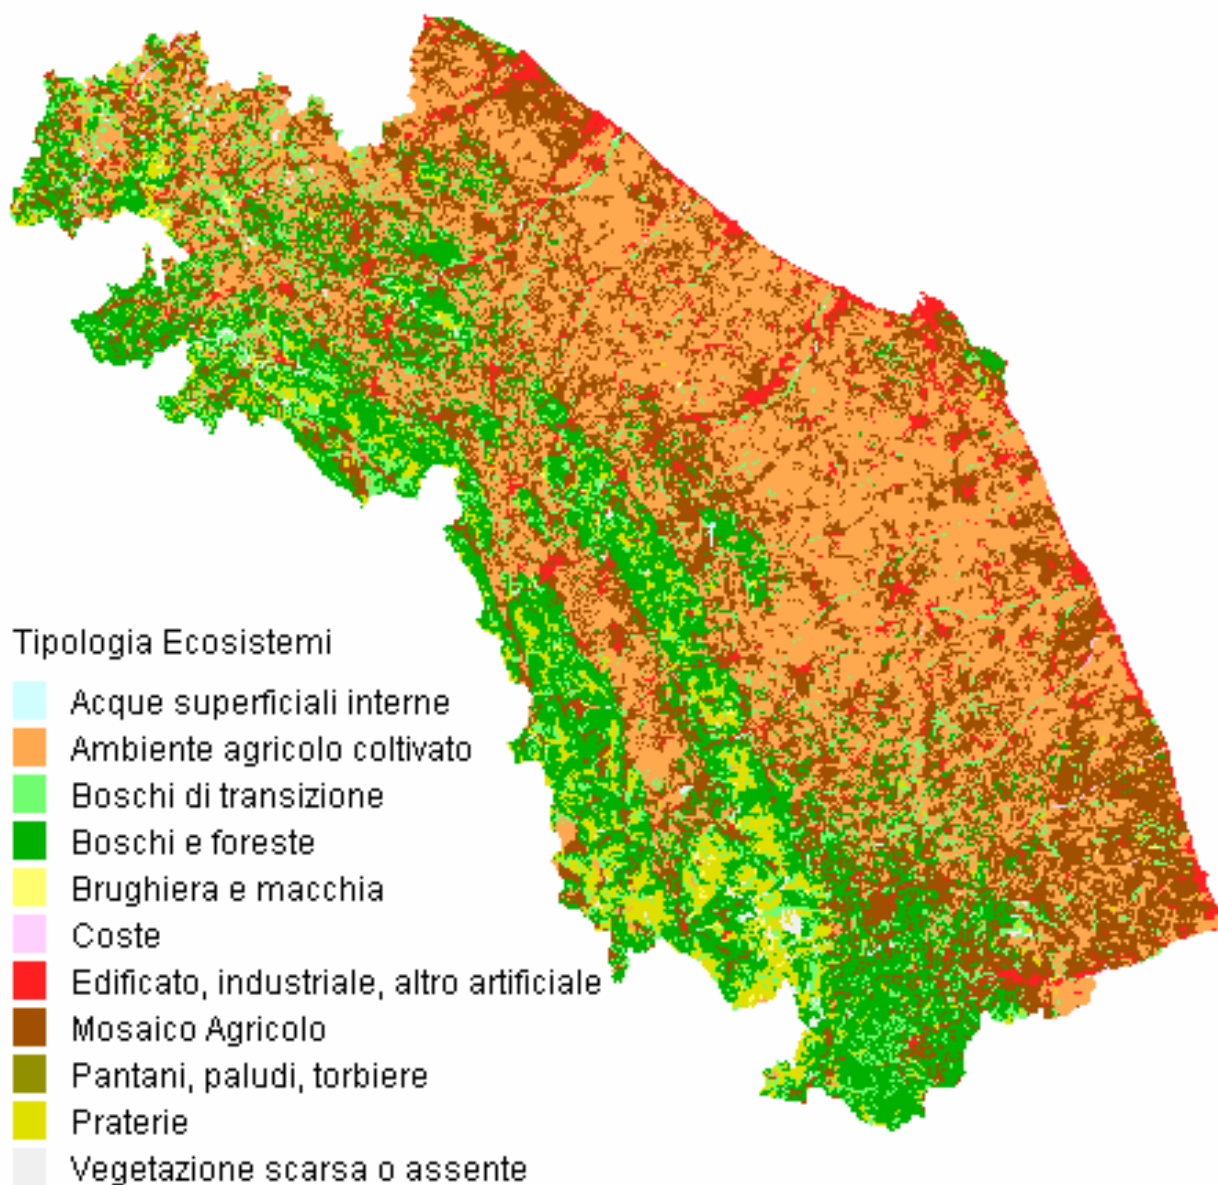 Tipologia Ecosistemi
Acque superficiali interne
Ambiente agricolo coltivato
Boschi di transizione
Boschi e foreste
Brughiera e macchia
Coste
Edificato, industriale, altro artificiale
Mosaico Agricolo
Pantani, paludi, torbiere
Praterie
Vegetazione scarsa o assente